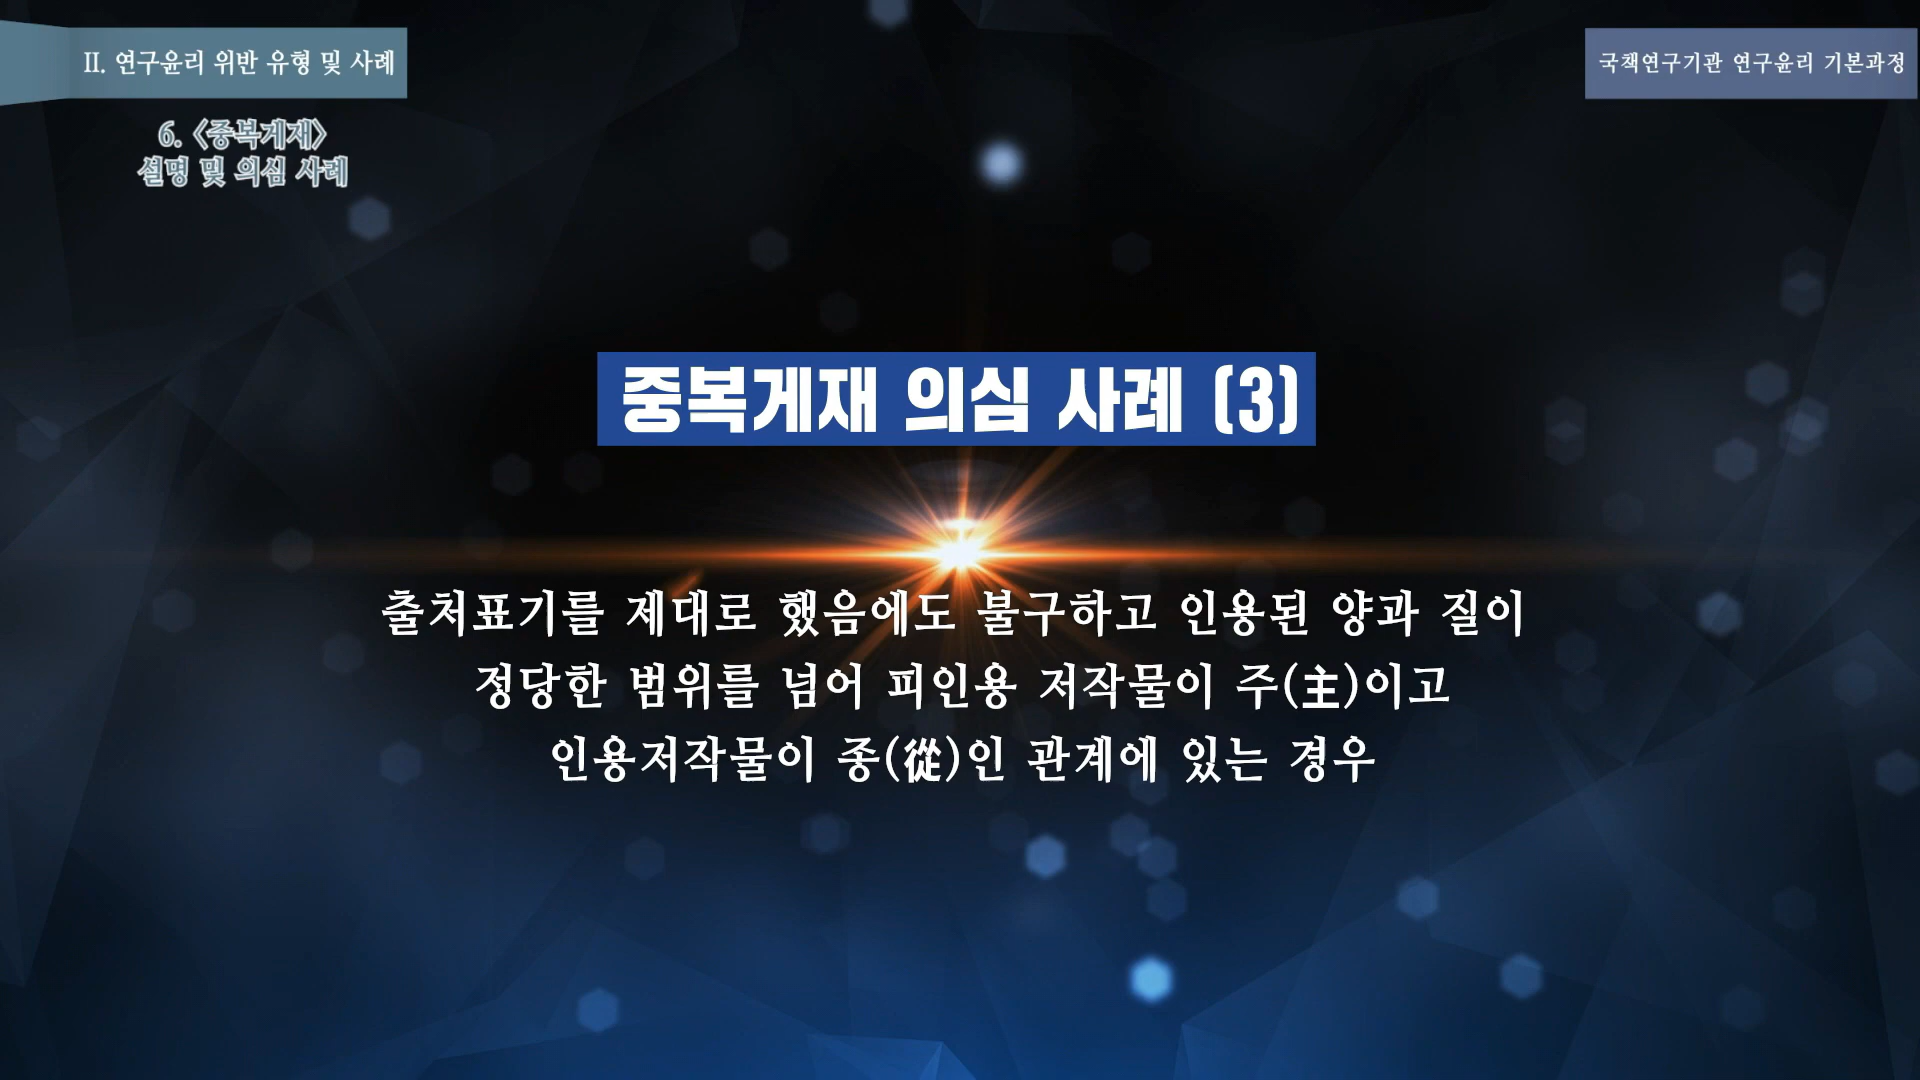 II. 연구윤리 위반 유형 및 사례
국책연구기관 연구윤리 기본과정
6. <중복게재>
설명 및 의심 사례
중복게재 의심 사례 (3)
출처표기를 제대로 했음에도 불구하고 인용된 양과 질이
정당한 범위를 넘어 피인용 저작물이 주(主)이고
인용저작물이 종(從)인 관계에 있는 경우